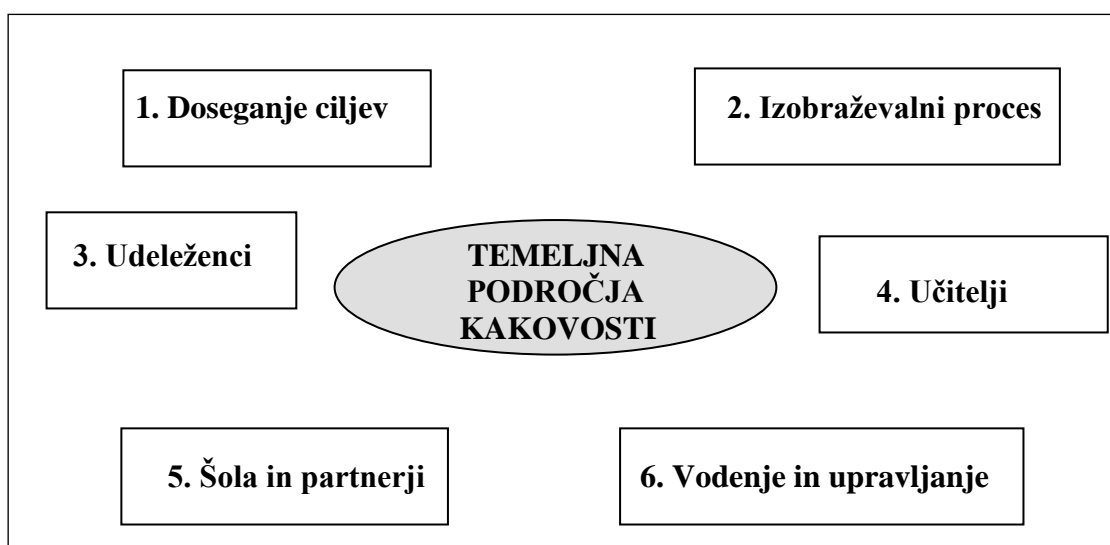 1. Doseganje ciljev
2. Izobraževalni proces
3. Udeleženci
TEMELJNA
PODROČJA
KAKOVOSTI
4. Učitelji
5. Šola in partnerji
6. Vodenje in upravljanje